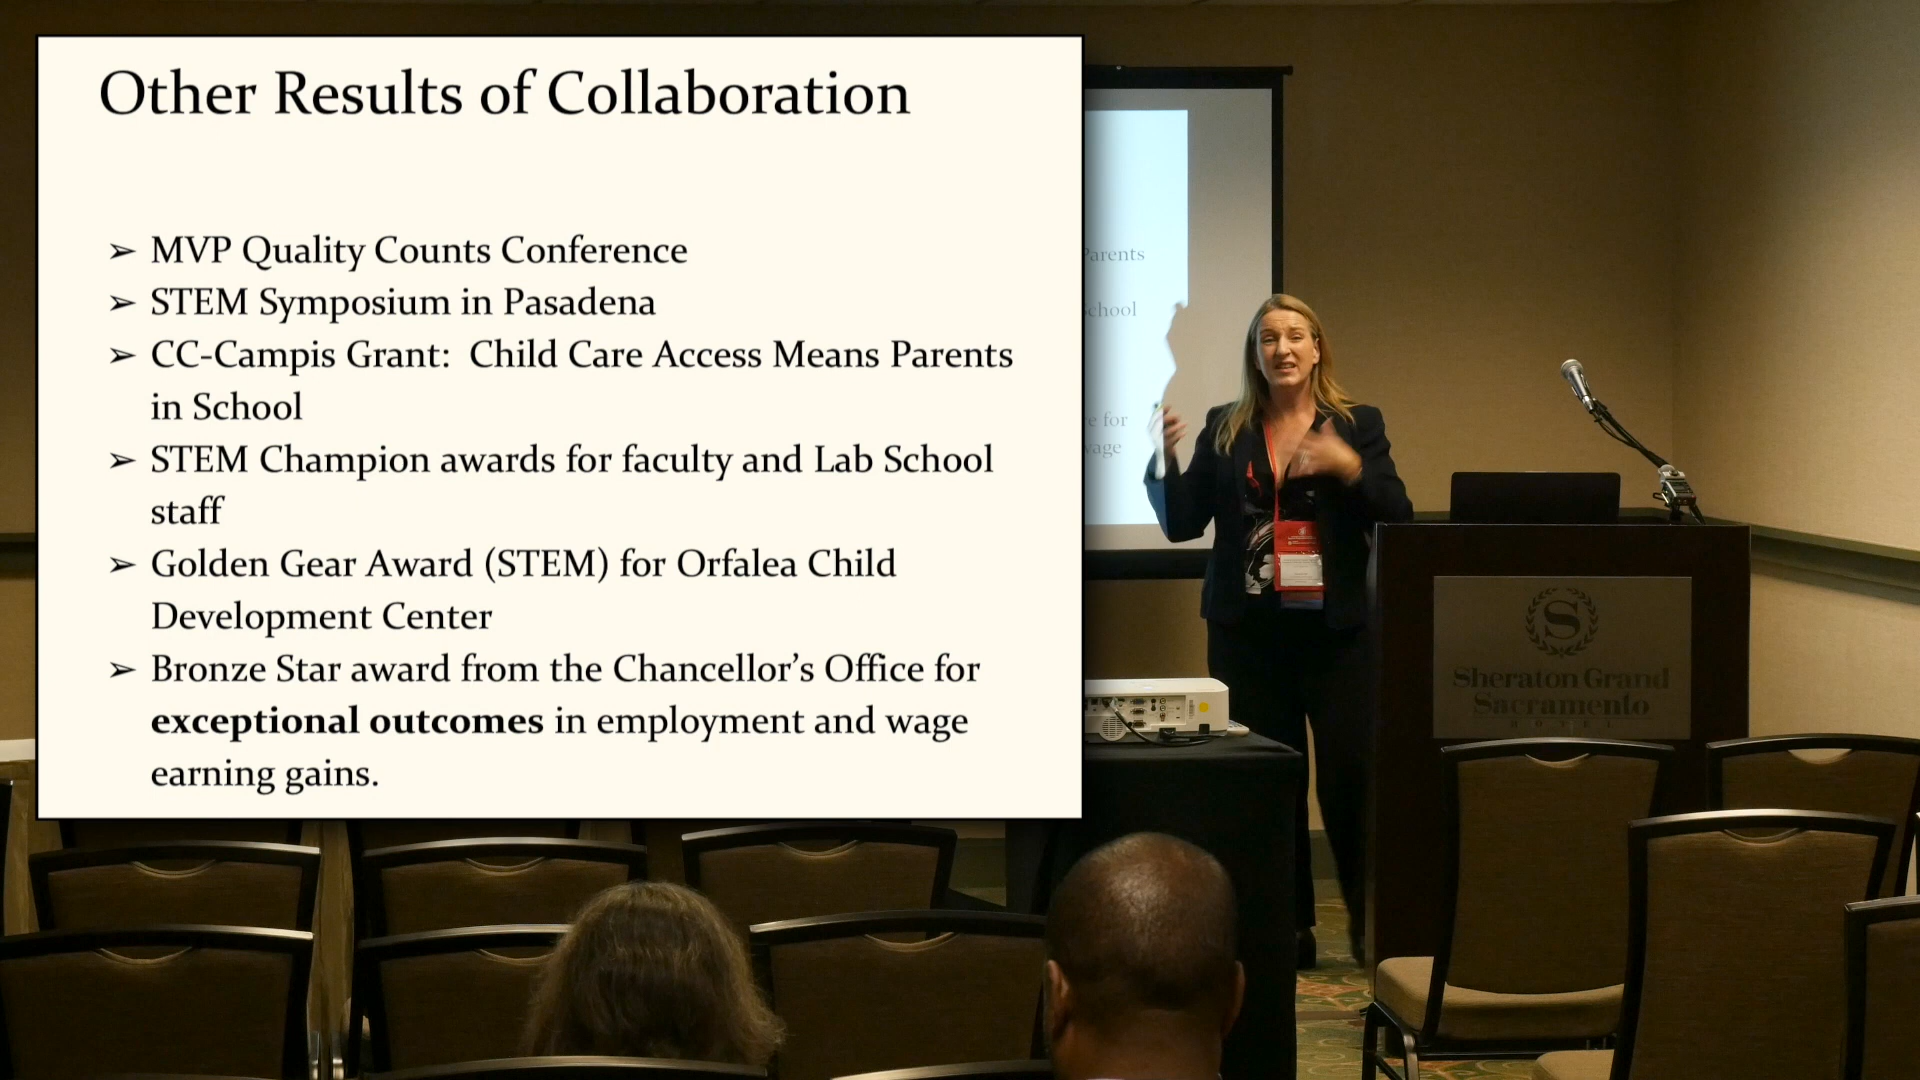 Other Results of Collaboration
➢ MVP Quality Counts Conference
➢ STEM Symposium in Pasadena
➢ CC-Campis Grant:  Child Care Access Means Parents
in School
➢ STEM Champion awards for faculty and Lab School
staff
➢ Golden Gear Award (STEM) for Orfalea Child
Development Center
➢ Bronze Star award from the Chancellor’s Office for
exceptional outcomes in employment and wage
earning gains.
Parents
School
e for
wage
S
Sheraton Grand
Sacramento
HOTEL